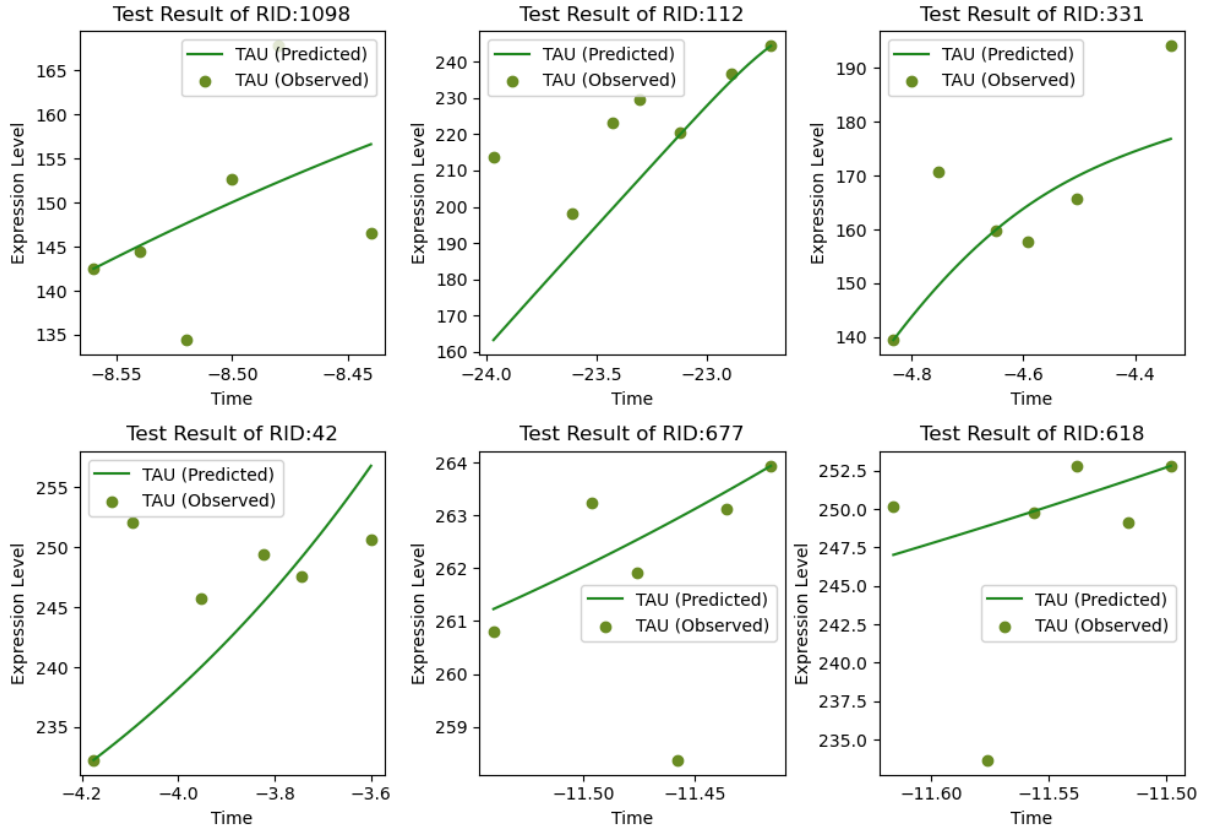 Test Result of RID:1098
TAU (Predicted)
TAU (Observed)
Expression Level
165
160
155
150
145
140
135
−8.55
−8.50
−8.45
Time
Test Result of RID:112
TAU (Predicted)
TAU (Observed)
Expression Level
240
230
220
210
200
190
180
170
160
−24.0
−23.5
−23.0
Time
Test Result of RID:331
TAU (Predicted)
TAU (Observed)
Expression Level
190
180
170
160
150
140
−4.8
−4.6
−4.4
Time
Test Result of RID:42
TAU (Predicted)
TAU (Observed)
Expression Level
255
250
245
240
235
−4.2
−4.0
−3.8
−3.6
Time
Test Result of RID:677
TAU (Predicted)
TAU (Observed)
Expression Level
264
263
262
261
260
259
−11.50
−11.45
Time
Test Result of RID:618
TAU (Predicted)
TAU (Observed)
Expression Level
252.5
250.0
247.5
245.0
242.5
240.0
237.5
235.0
−11.60
−11.55
−11.50
Time